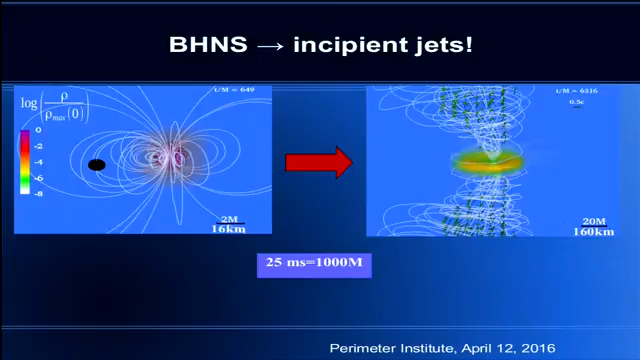 BHNS → incipient jets!
t/M = 649
log(ρ/ρmax(0))
0
-2
-4
-6
-8
2M
16km
t/M = 6316
0.5c
20M
160km
25 ms=1000M
Perimeter Institute, April 12, 2016